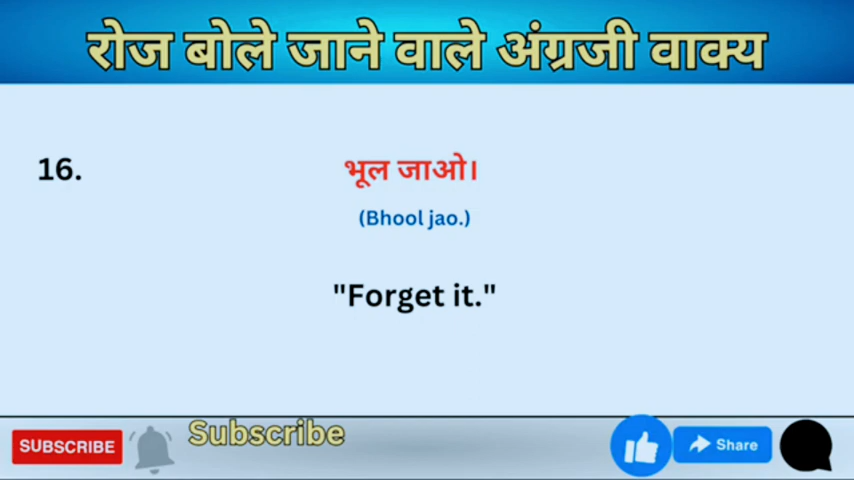 रोज बोले जाने वाले अंग्रजी वाक्य
16.
भूल जाओ।
(Bhool jao.)
"Forget it."
SUBSCRIBE
Subscribe
Share